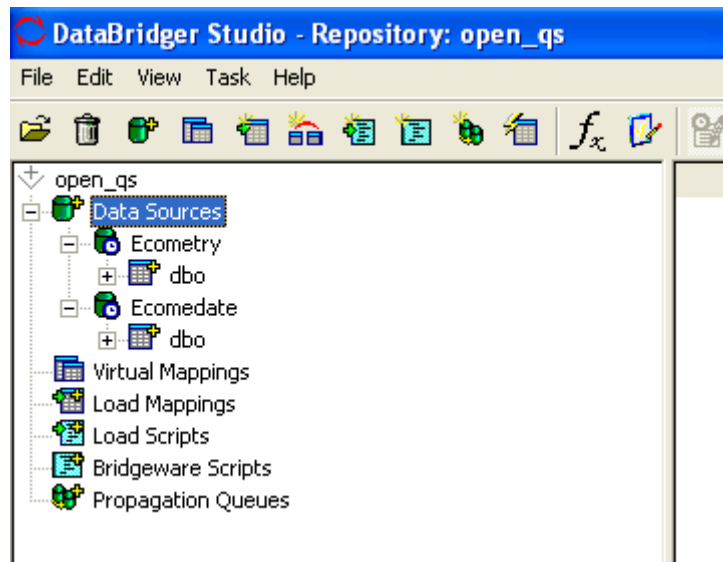 DataBridger Studio - Repository: open_qs
File Edit View Task Help
fx
open_qs
Data Sources
Ecometry
dbo
Ecomedate
dbo
Virtual Mappings
Load Mappings
Load Scripts
Bridgeware Scripts
Propagation Queues